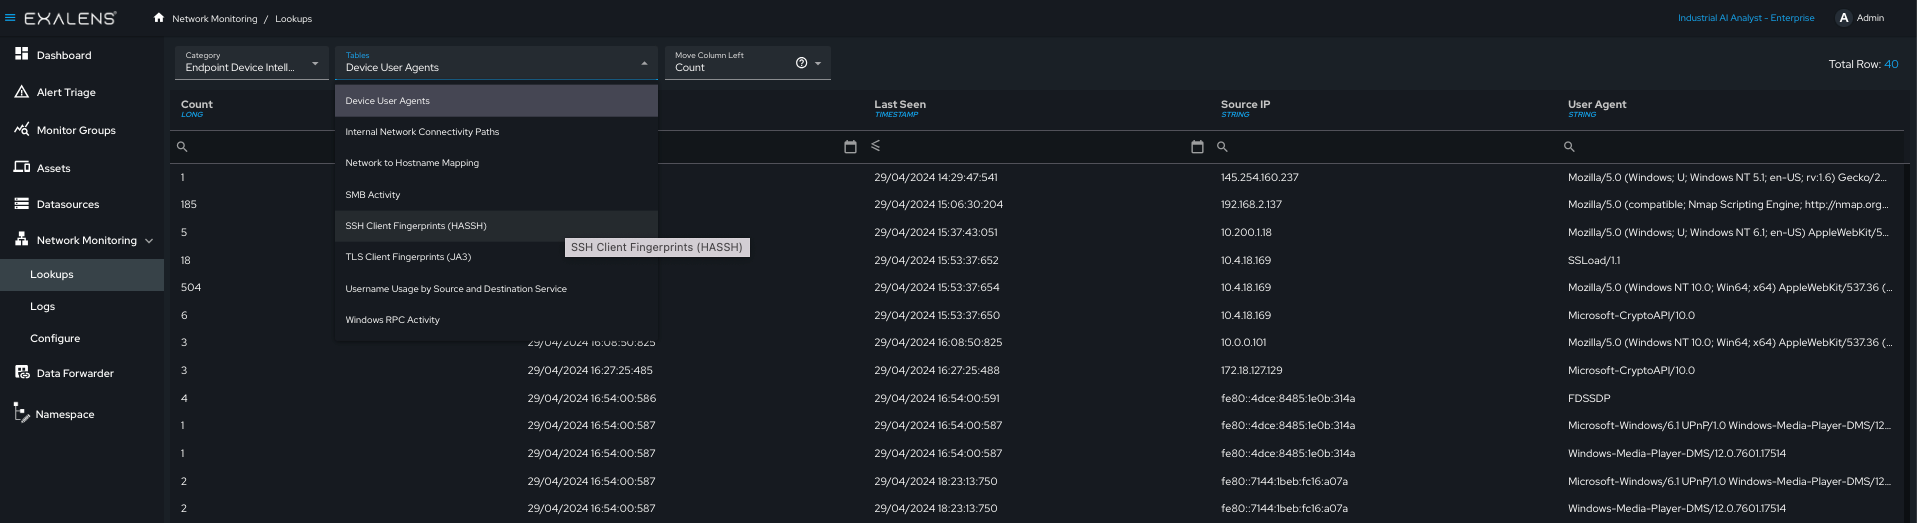 EXALENS
Network Monitoring / Lookups
Industrial AI Analyst - Enterprise
A Admin
Dashboard
Alert Triage
Monitor Groups
Assets
Datasources
Network Monitoring
Lookups
Logs
Configure
Data Forwarder
Namespace
Category
Endpoint Device Intell...
Tables
Device User Agents
Move Column Left
Count
Total Row: 40
Device User Agents
Internal Network Connectivity Paths
Network to Hostname Mapping
SMB Activity
SSH Client Fingerprints (HASSH)
SSH Client Fingerprints (HASSH)
TLS Client Fingerprints (JA3)
Username Usage by Source and Destination Service
Windows RPC Activity
Count Last Seen Source IP User Agent
LONG TIMESTAMP STRING STRING
≤
1 29/04/2024 14:29:47:541 145.254.160.237 Mozilla/5.0 (Windows; U; Windows NT 5.1; en-US; rv:1.6) Gecko/2...
185 29/04/2024 15:06:30:204 192.168.2.137 Mozilla/5.0 (compatible; Nmap Scripting Engine; http://nmap.org...
5 29/04/2024 15:37:43:051 10.200.1.18 Mozilla/5.0 (Windows; U; Windows NT 6.1; en-US) AppleWebKit/5...
18 29/04/2024 15:53:37:652 10.4.18.169 SSLoad/1.1
504 29/04/2024 15:53:37:654 10.4.18.169 Mozilla/5.0 (Windows NT 10.0; Win64; x64) AppleWebKit/537.36 (...
6 29/04/2024 15:53:37:650 10.4.18.169 Microsoft-CryptoAPI/10.0
3 29/04/2024 16:08:50:825 29/04/2024 16:08:50:825 10.0.0.101 Mozilla/5.0 (Windows NT 10.0; Win64; x64) AppleWebKit/537.36 (...
3 29/04/2024 16:27:25:485 29/04/2024 16:27:25:488 172.18.127.129 Microsoft-CryptoAPI/10.0
4 29/04/2024 16:54:00:586 29/04/2024 16:54:00:591 fe80::4dce:8485:1e0b:314a FDSSDP
1 29/04/2024 16:54:00:587 29/04/2024 16:54:00:587 fe80::4dce:8485:1e0b:314a Microsoft-Windows/6.1 UPnP/1.0 Windows-Media-Player-DMS/12...
1 29/04/2024 16:54:00:587 29/04/2024 16:54:00:587 fe80::4dce:8485:1e0b:314a Windows-Media-Player-DMS/12.0.7601.17514
2 29/04/2024 16:54:00:587 29/04/2024 18:23:13:750 fe80::7144:1beb:fc16:a07a Microsoft-Windows/6.1 UPnP/1.0 Windows-Media-Player-DMS/12...
2 29/04/2024 16:54:00:587 29/04/2024 18:23:13:750 fe80::7144:1beb:fc16:a07a Windows-Media-Player-DMS/12.0.7601.17514